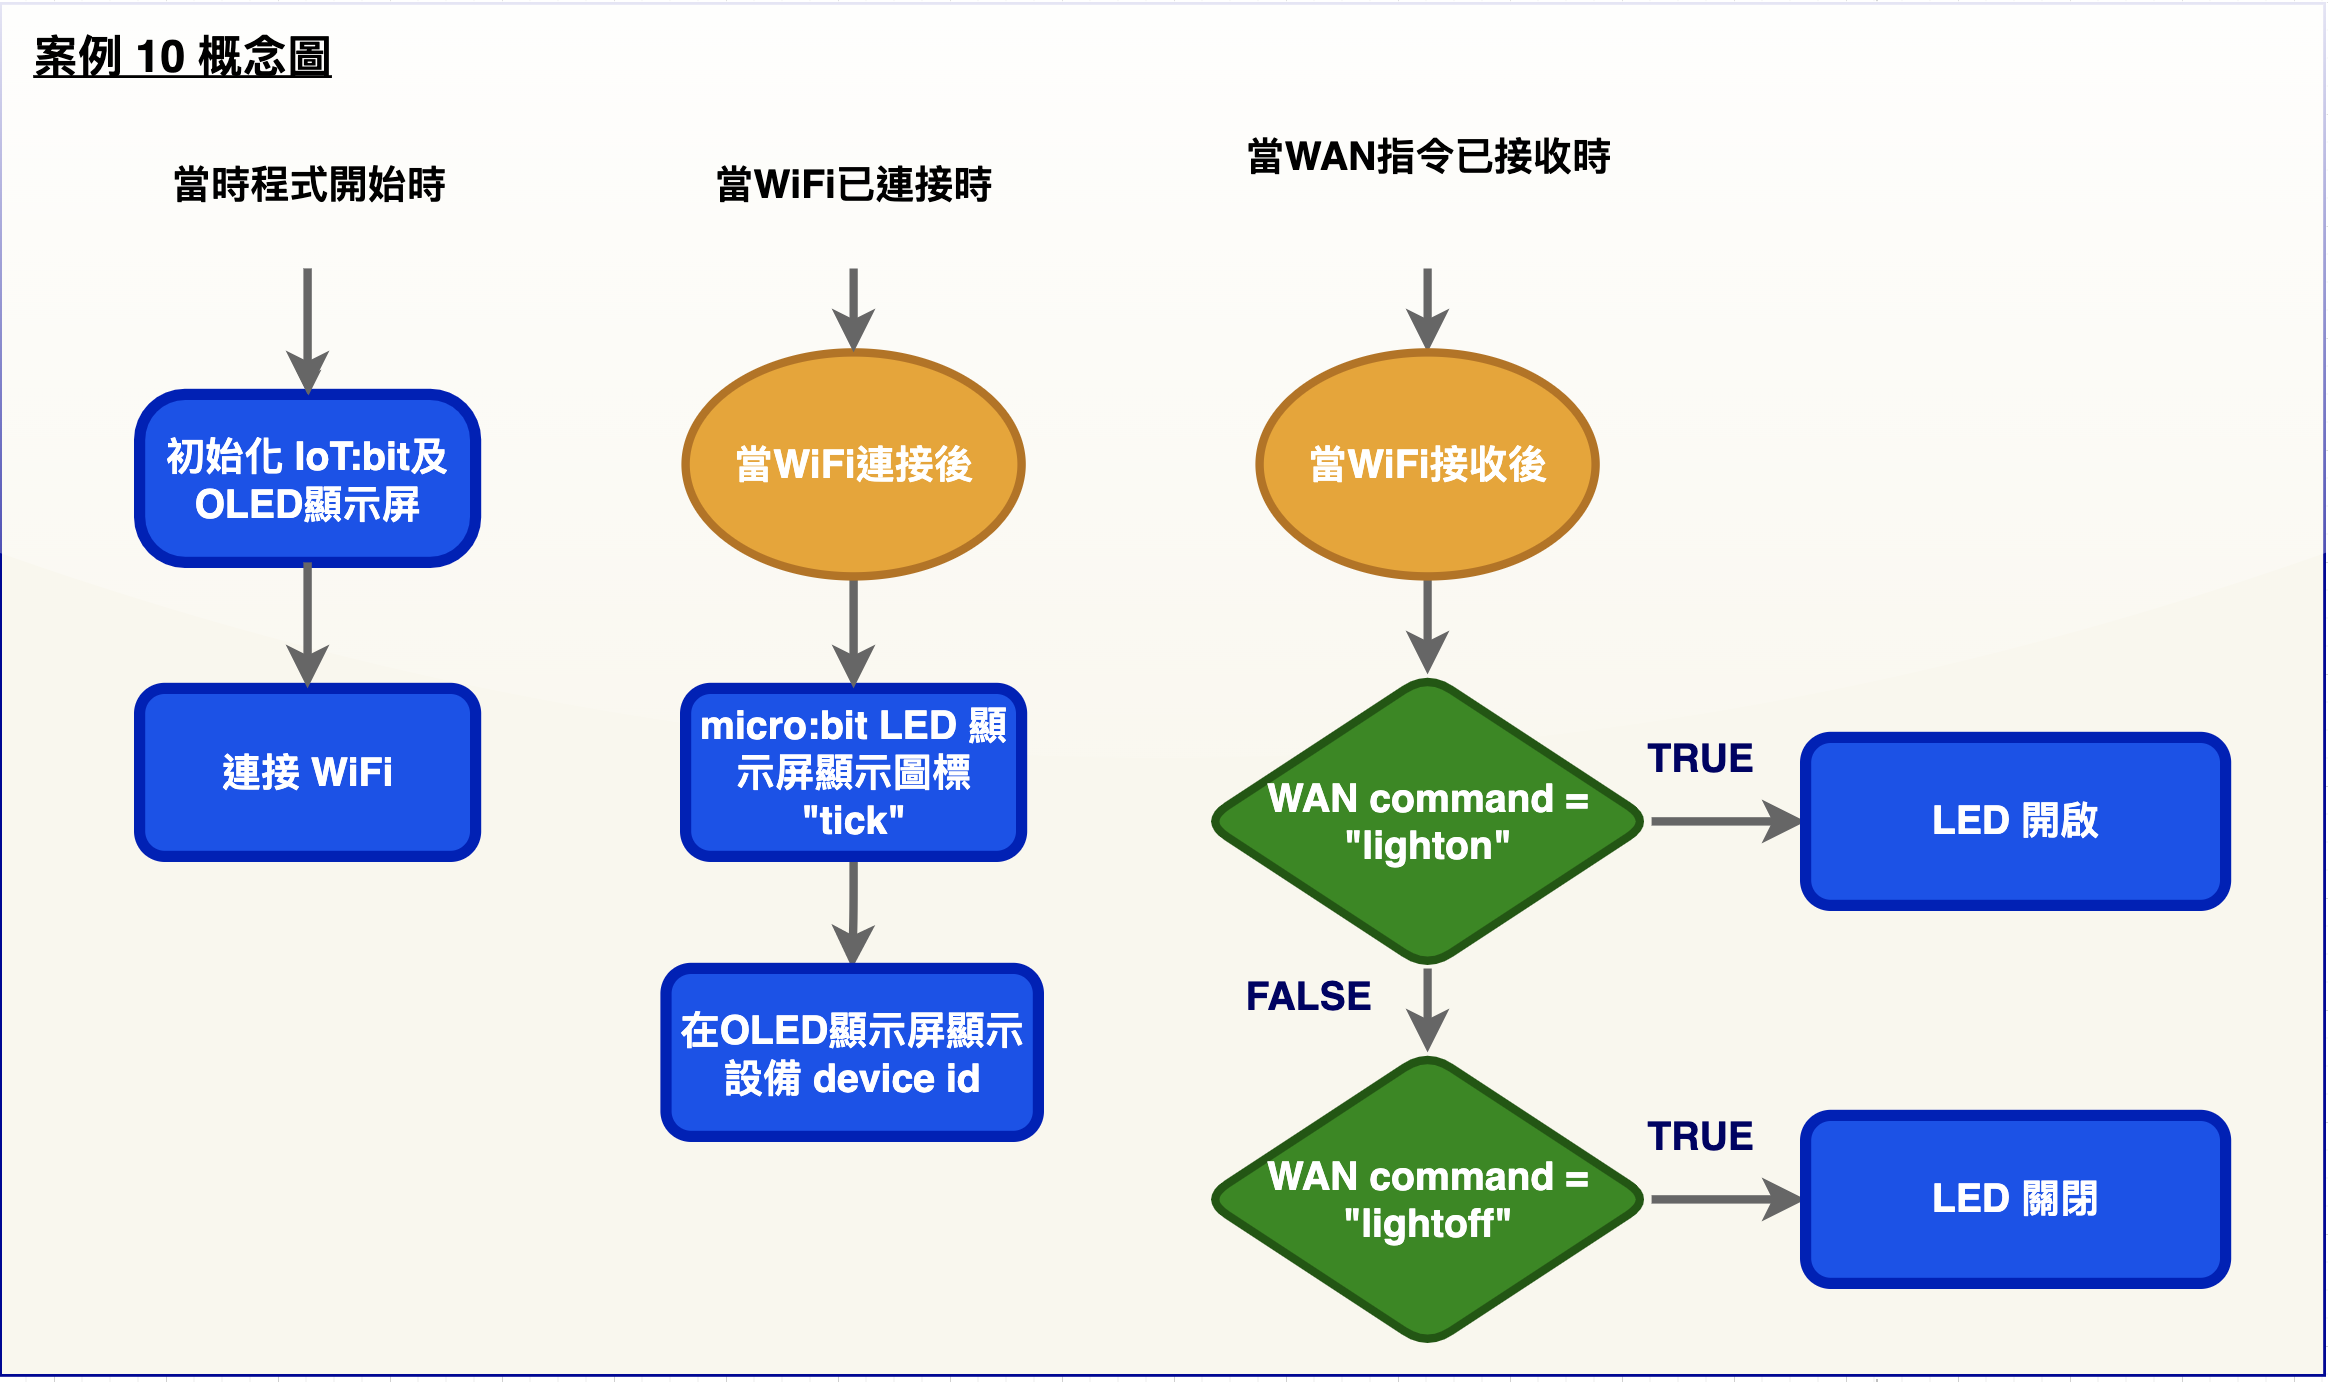 案例 10 概念圖
當時程式開始時
初始化 IoT:bit及
OLED顯示屏
連接 WiFi
當WiFi已連接時
當WiFi連接後
micro:bit LED 顯
示屏顯示圖標
"tick"
在OLED顯示屏顯示
設備 device id
當WAN指令已接收時
當WiFi接收後
WAN command =
"lighton"
TRUE
LED 開啟
FALSE
WAN command =
"lightoff"
TRUE
LED 關閉